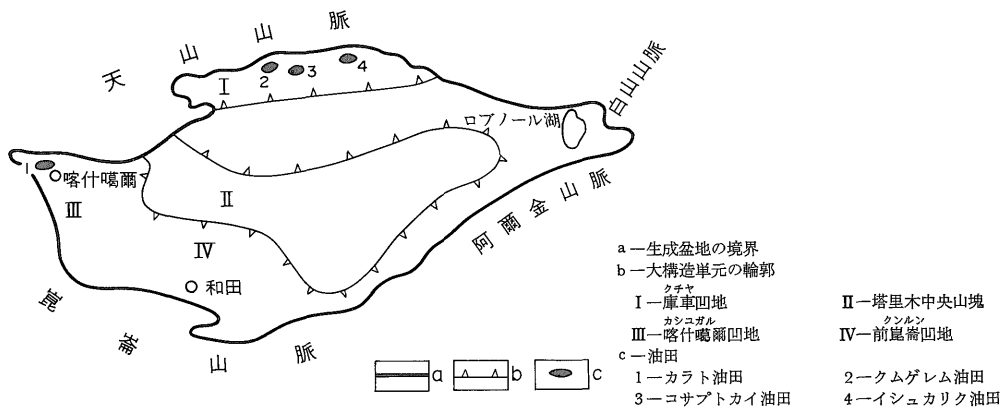 天山山脈
白山山脈
Ⅰ
2
3
4
ロブノール湖
1
喀什噶爾
Ⅲ
Ⅱ
Ⅳ
和田
阿爾金山脈
崑崙山脈
a
b
c
a—生成盆地の境界
b—大構造単元の輪郭
クチヤ
Ⅰ—庫車凹地
Ⅱ—塔里木中央山塊
カシユガル
Ⅲ—喀什噶爾凹地
クンルン
Ⅳ—前崑崙凹地
c—油田
1—カラト油田
2—クムゲレム油田
3—コサプトカイ油田
4—イシュカリク油田